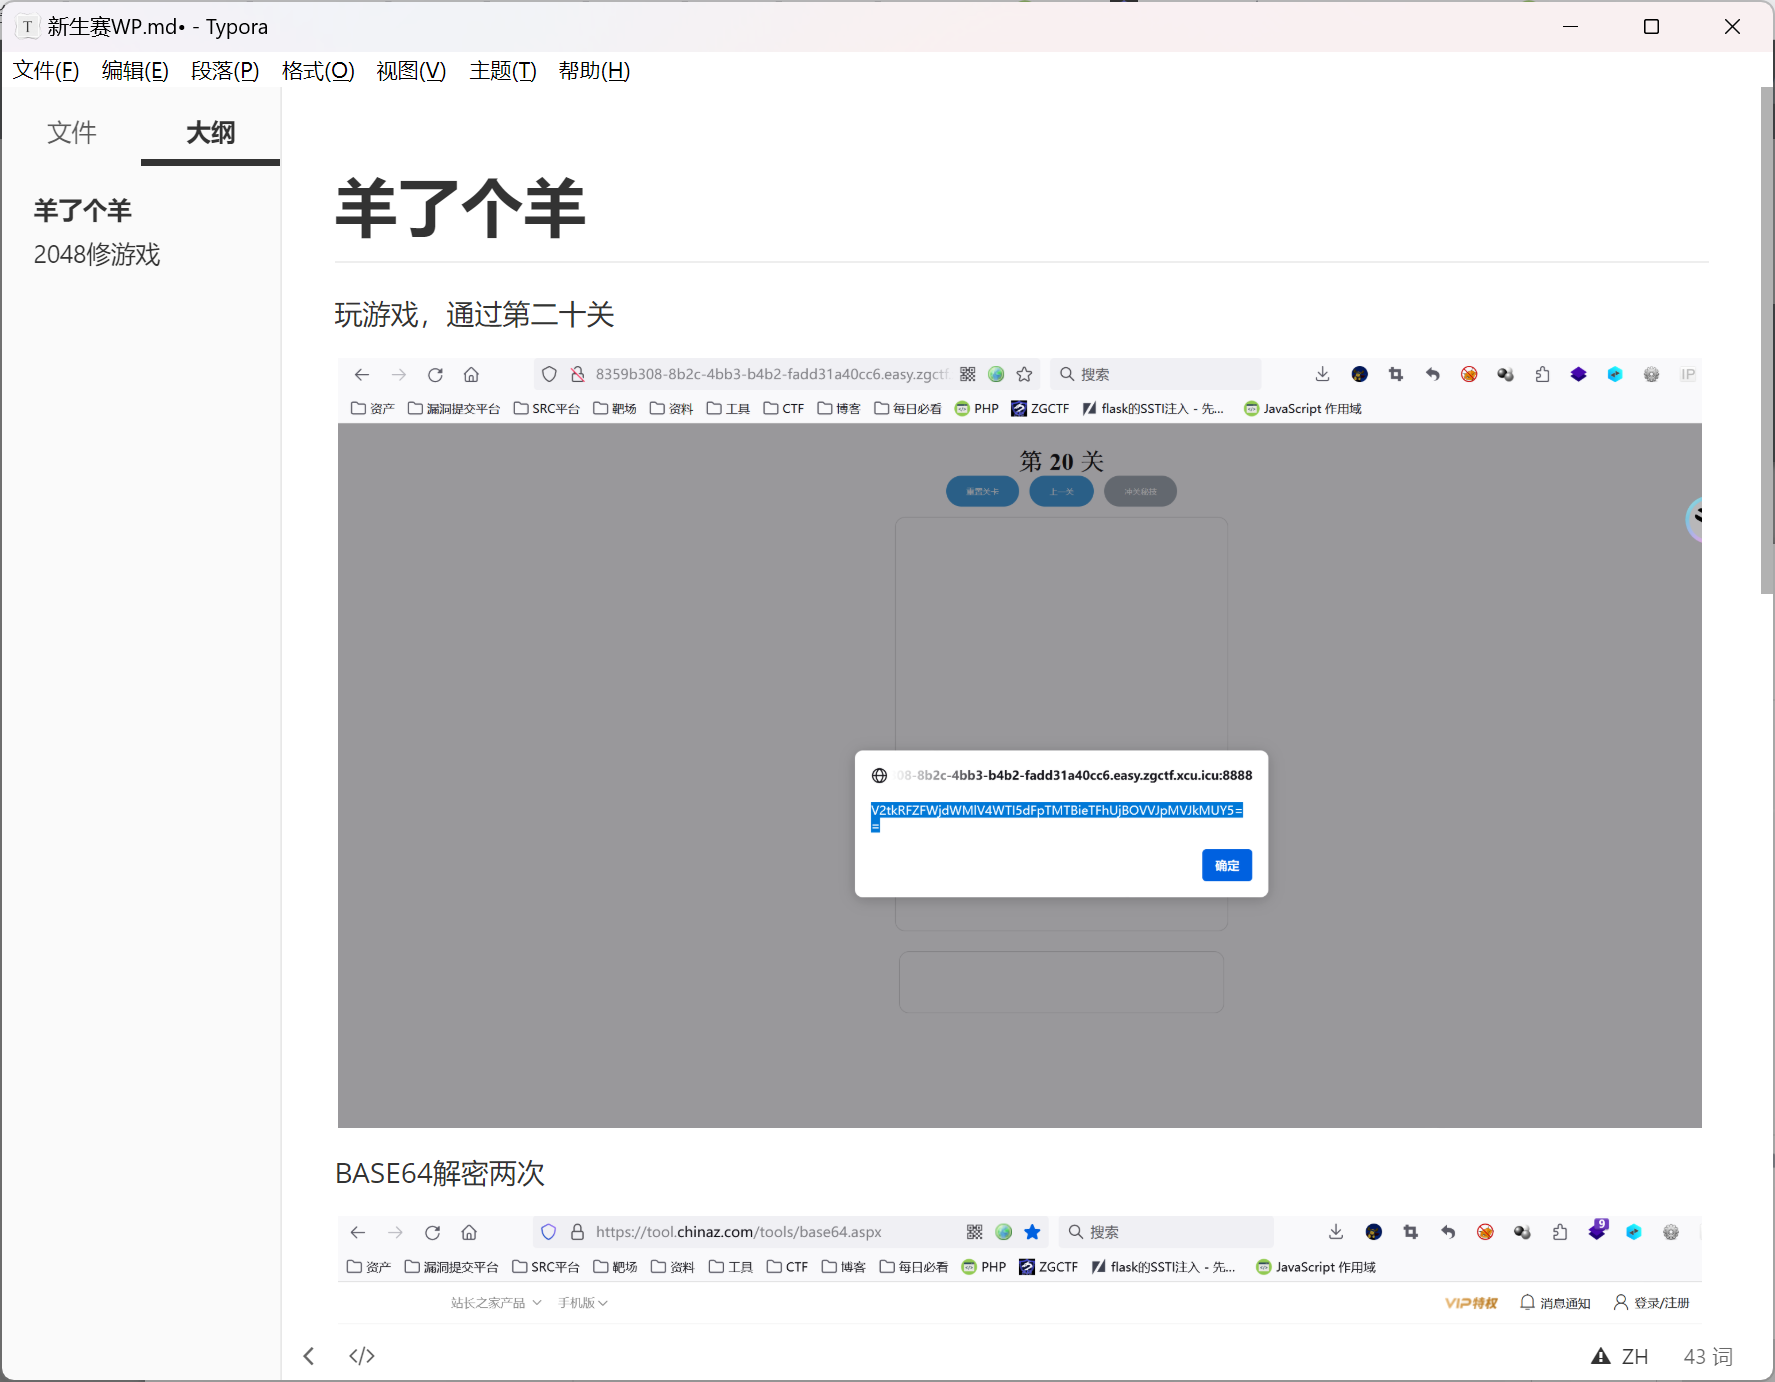 新生赛WP.md• - Typora
文件(F) 编辑(E) 段落(P) 格式(O) 视图(V) 主题(T) 帮助(H)
文件 大纲
羊了个羊
2048修游戏
羊了个羊
玩游戏，通过第二十关
8359b308-8b2c-4bb3-b4b2-fadd31a40cc6.easy.zgctf 搜索 IP
资产 漏洞提交平台 SRC平台 靶场 资料 工具 CTF 博客 每日必看 PHP ZGCTF flask的SSTI注入 - 先... JavaScript 作用域
第 20 关
重置关卡 上一关 冲关秘技
08-8b2c-4bb3-b4b2-fadd31a40cc6.easy.zgctf.xcu.icu:8888
V2tkRFZFWjdWMlV4WTI5dFpTMTBieTFhUjBOVVJpMVJkMUY5=
=
确定
BASE64解密两次
https://tool.chinaz.com/tools/base64.aspx 搜索 9
资产 漏洞提交平台 SRC平台 靶场 资料 工具 CTF 博客 每日必看 PHP ZGCTF flask的SSTI注入 - 先... JavaScript 作用域
站长之家产品 手机版 VIP特权 消息通知 登录/注册
</> ZH 43 词